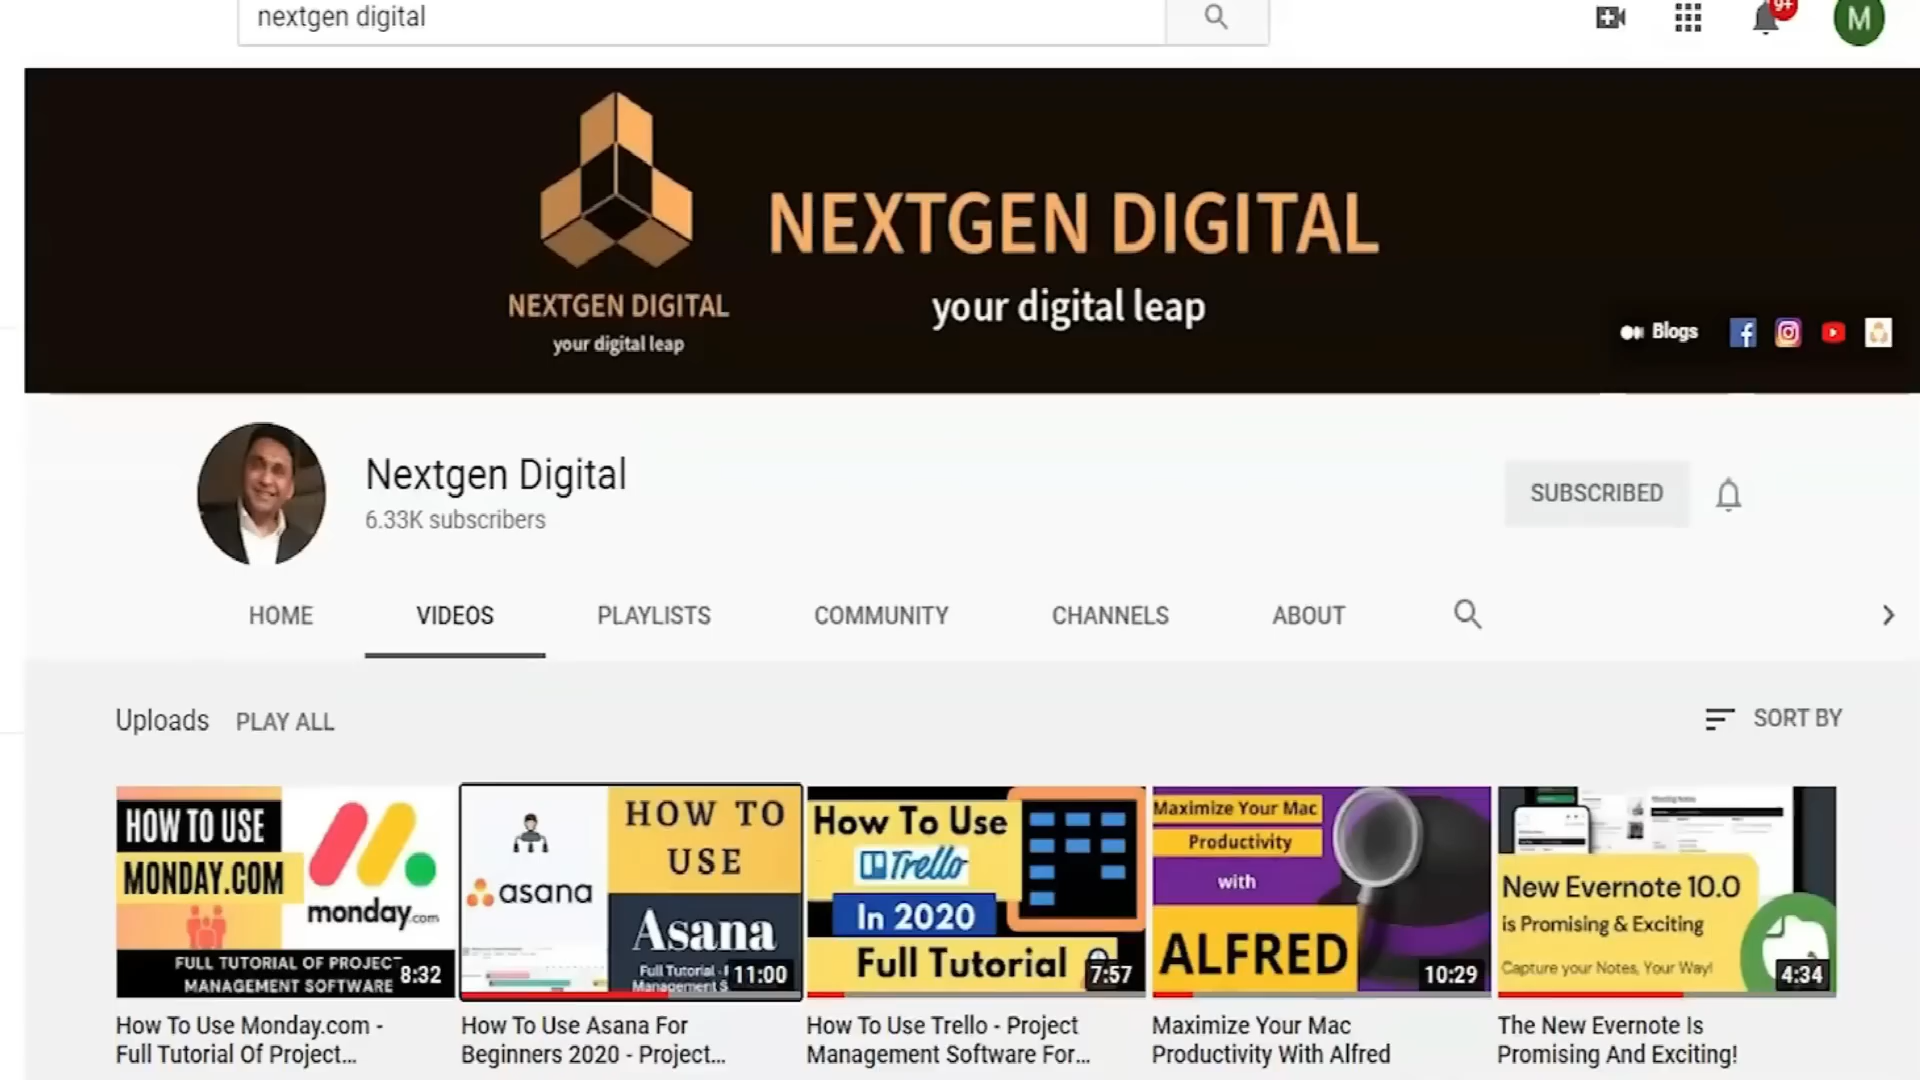 nextgen digital
9+
M
NEXTGEN DIGITAL
your digital leap
NEXTGEN DIGITAL
your digital leap
Blogs
Nextgen Digital
6.33K subscribers
SUBSCRIBED
HOME VIDEOS PLAYLISTS COMMUNITY CHANNELS ABOUT
Uploads PLAY ALL
SORT BY
HOW TO USE
MONDAY.COM
monday.com
FULL TUTORIAL OF PROJECT
MANAGEMENT SOFTWARE
8:32
asana
HOW TO
USE
Asana
Full Tutorial -
Management S
11:00
How To Use
Trello
In 2020
Full Tutorial
7:57
Maximize Your Mac
Productivity
with
ALFRED
10:29
New Evernote 10.0
is Promising & Exciting
Capture your Notes, Your Way!
4:34
How To Use Monday.com -
Full Tutorial Of Project...
How To Use Asana For
Beginners 2020 - Project...
How To Use Trello - Project
Management Software For...
Maximize Your Mac
Productivity With Alfred
The New Evernote Is
Promising And Exciting!